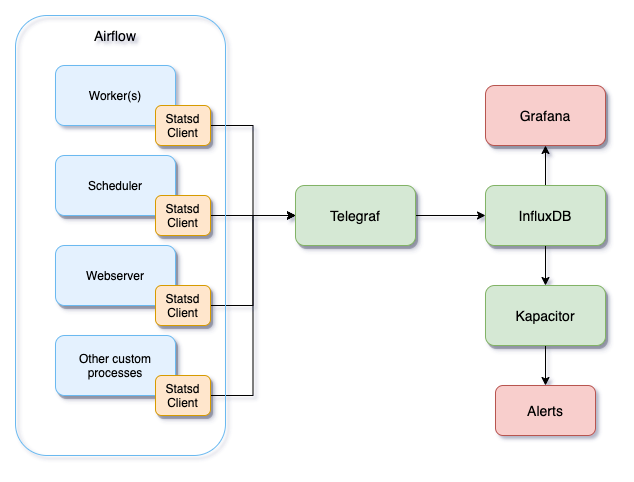 Airflow
Worker(s)
Statsd
Client
Scheduler
Statsd
Client
Webserver
Statsd
Client
Other custom
processes
Statsd
Client
Telegraf
Grafana
InfluxDB
Kapacitor
Alerts